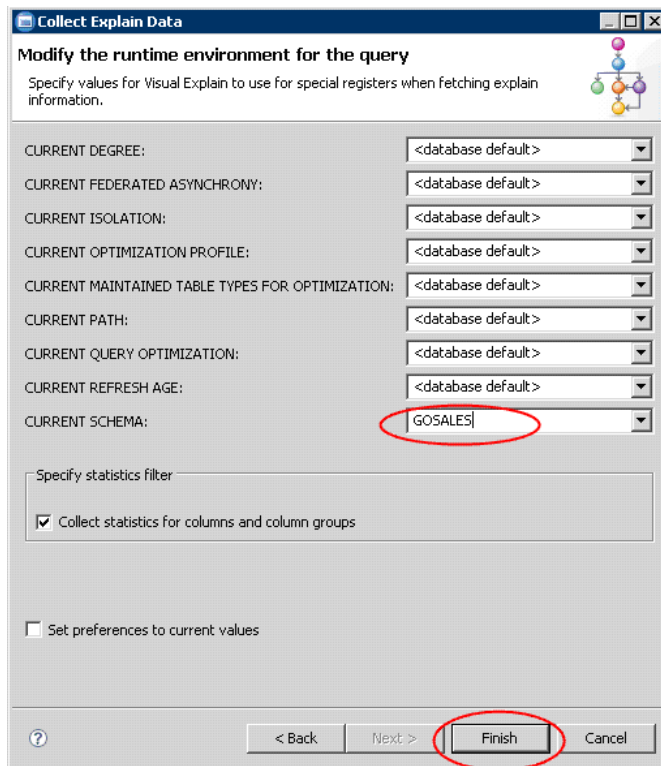 Collect Explain Data
Modify the runtime environment for the query
Specify values for Visual Explain to use for special registers when fetching explain
information.
CURRENT DEGREE: <database default>
CURRENT FEDERATED ASYNCHRONY: <database default>
CURRENT ISOLATION: <database default>
CURRENT OPTIMIZATION PROFILE: <database default>
CURRENT MAINTAINED TABLE TYPES FOR OPTIMIZATION: <database default>
CURRENT PATH: <database default>
CURRENT QUERY OPTIMIZATION: <database default>
CURRENT REFRESH AGE: <database default>
CURRENT SCHEMA: GOSALES
Specify statistics filter
Collect statistics for columns and column groups
Set preferences to current values
? < Back Next > Finish Cancel